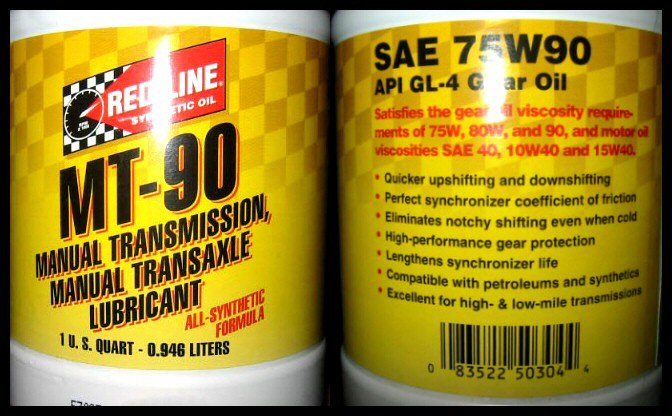 RED LINE
SYNTHETIC OIL
MT-90
MANUAL TRANSMISSION,
MANUAL TRANSAXLE
LUBRICANT
ALL-SYNTHETIC
FORMULA
1 U. S. QUART - 0.946 LITERS
SAE 75W90
API GL-4 Gear Oil
Satisfies the gear oil viscosity require-
ments of 75W, 80W, and 90, and motor oil
viscosities SAE 40, 10W40 and 15W40.
• Quicker upshifting and downshifting
• Perfect synchronizer coefficient of friction
• Eliminates notchy shifting even when cold
• High-performance gear protection
• Lengthens synchronizer life
• Compatible with petroleums and synthetics
• Excellent for high- & low-mile transmissions
0 83522 50304 4